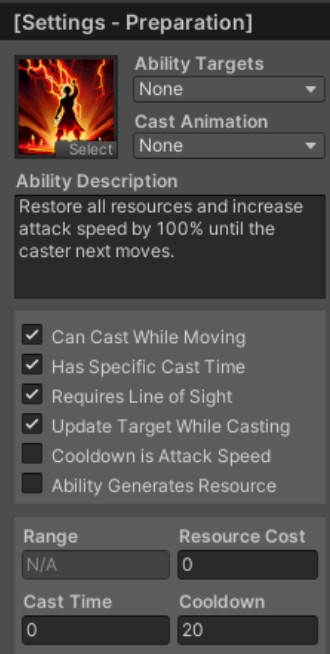 [Settings - Preparation]
Ability Targets
None
Select
Cast Animation
None
Ability Description
Restore all resources and increase
attack speed by 100% until the
caster next moves.
Can Cast While Moving
Has Specific Cast Time
Requires Line of Sight
Update Target While Casting
Cooldown is Attack Speed
Ability Generates Resource
Range
Resource Cost
N/A
0
Cast Time
Cooldown
0
20